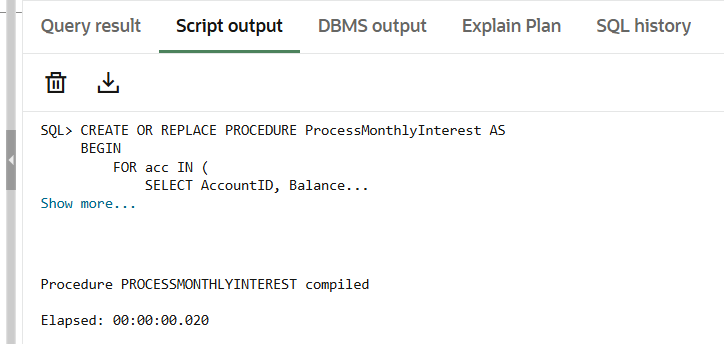 Query result Script output DBMS output Explain Plan SQL history
SQL> CREATE OR REPLACE PROCEDURE ProcessMonthlyInterest AS
BEGIN
FOR acc IN (
SELECT AccountID, Balance...
Show more...
Procedure PROCESSMONTHLYINTEREST compiled
Elapsed: 00:00:00.020